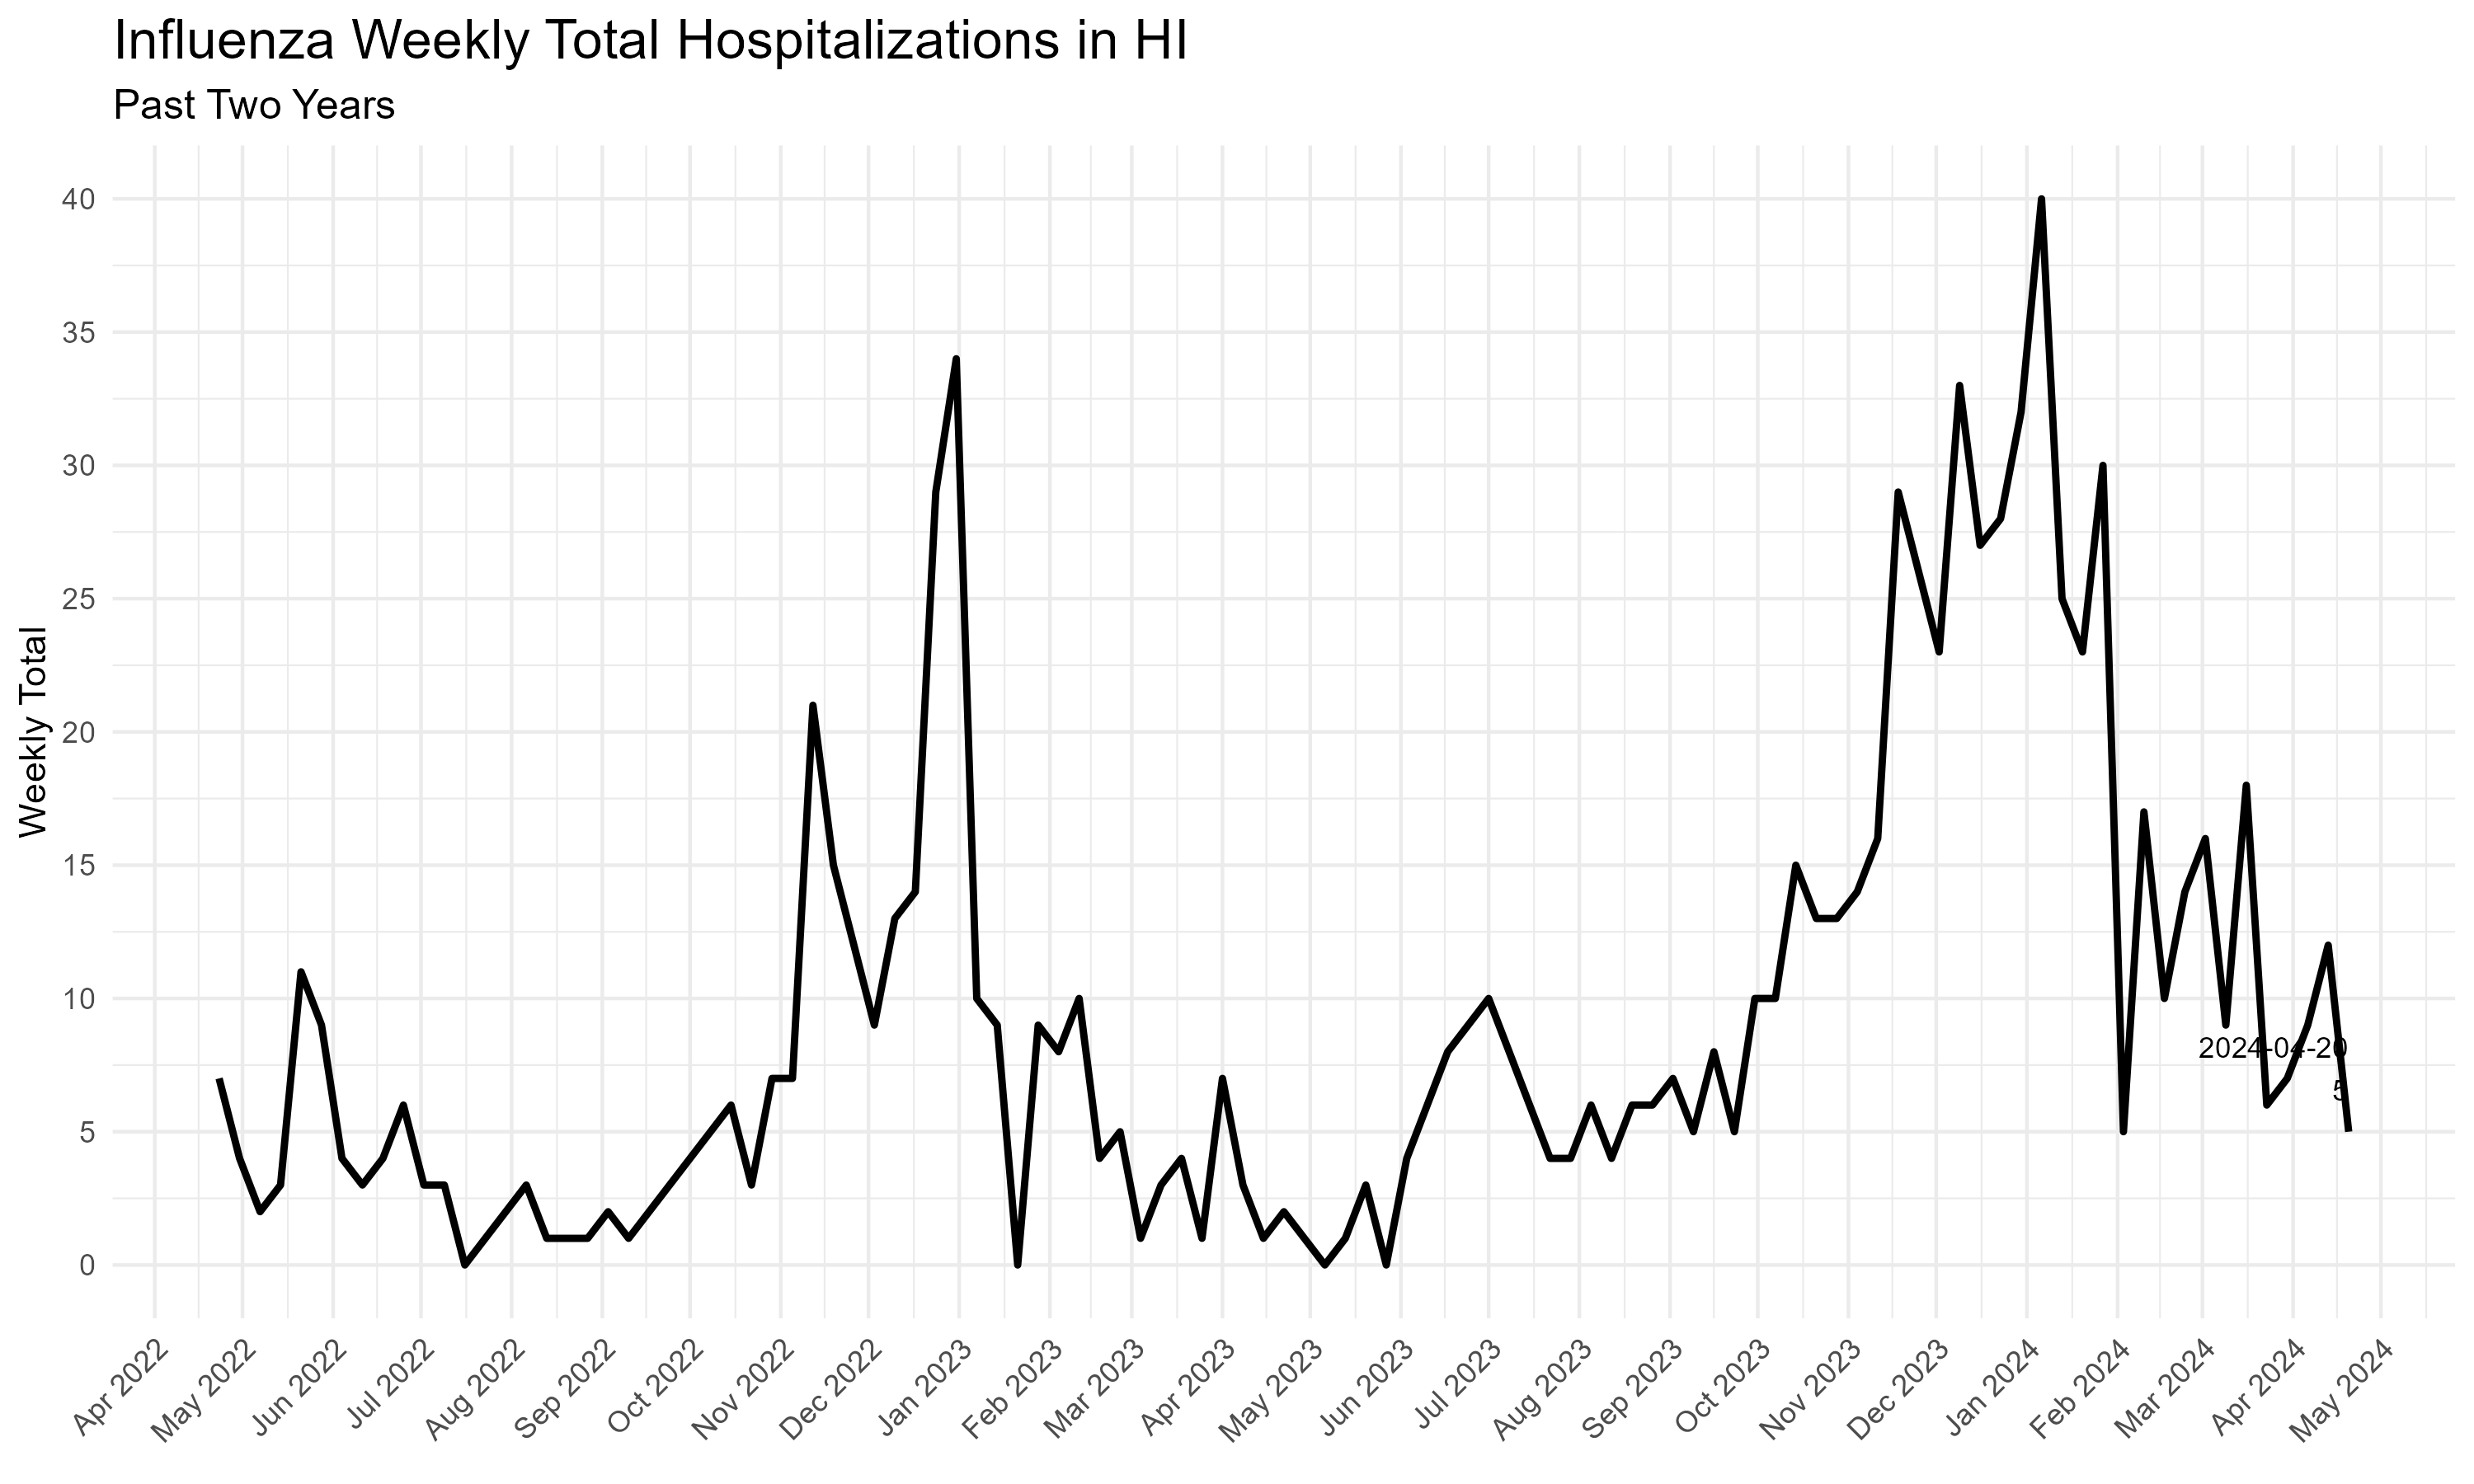 Influenza Weekly Total Hospitalizations in HI
Past Two Years
Weekly Total
40
35
30
25
20
15
10
5
0
2024-04-20
5
Apr 2022
May 2022
Jun 2022
Jul 2022
Aug 2022
Sep 2022
Oct 2022
Nov 2022
Dec 2022
Jan 2023
Feb 2023
Mar 2023
Apr 2023
May 2023
Jun 2023
Jul 2023
Aug 2023
Sep 2023
Oct 2023
Nov 2023
Dec 2023
Jan 2024
Feb 2024
Mar 2024
Apr 2024
May 2024